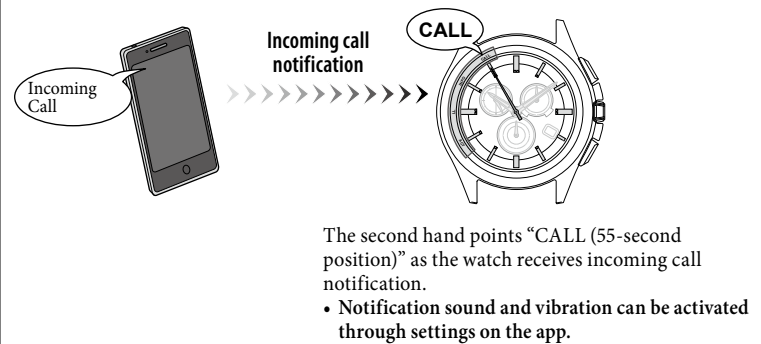 Incoming call
notification
CALL
Incoming
Call
The second hand points “CALL (55-second
position)” as the watch receives incoming call
notification.
• Notification sound and vibration can be activated
through settings on the app.